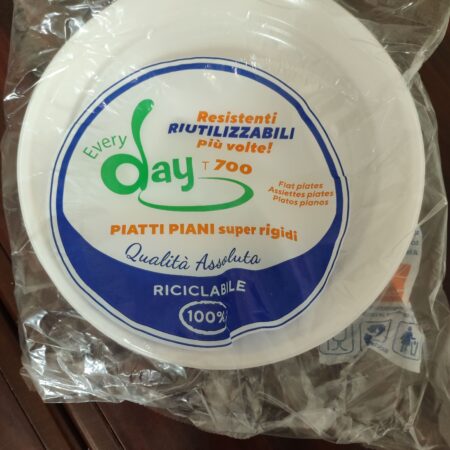 Resistenti
RIUTILIZZABILI
più volte!
Every
day T 700
Flat plates
Assiettes plates
Platos planos
PIATTI PIANI super rigidi
Qualità Assoluta
RICICLABILE
100%